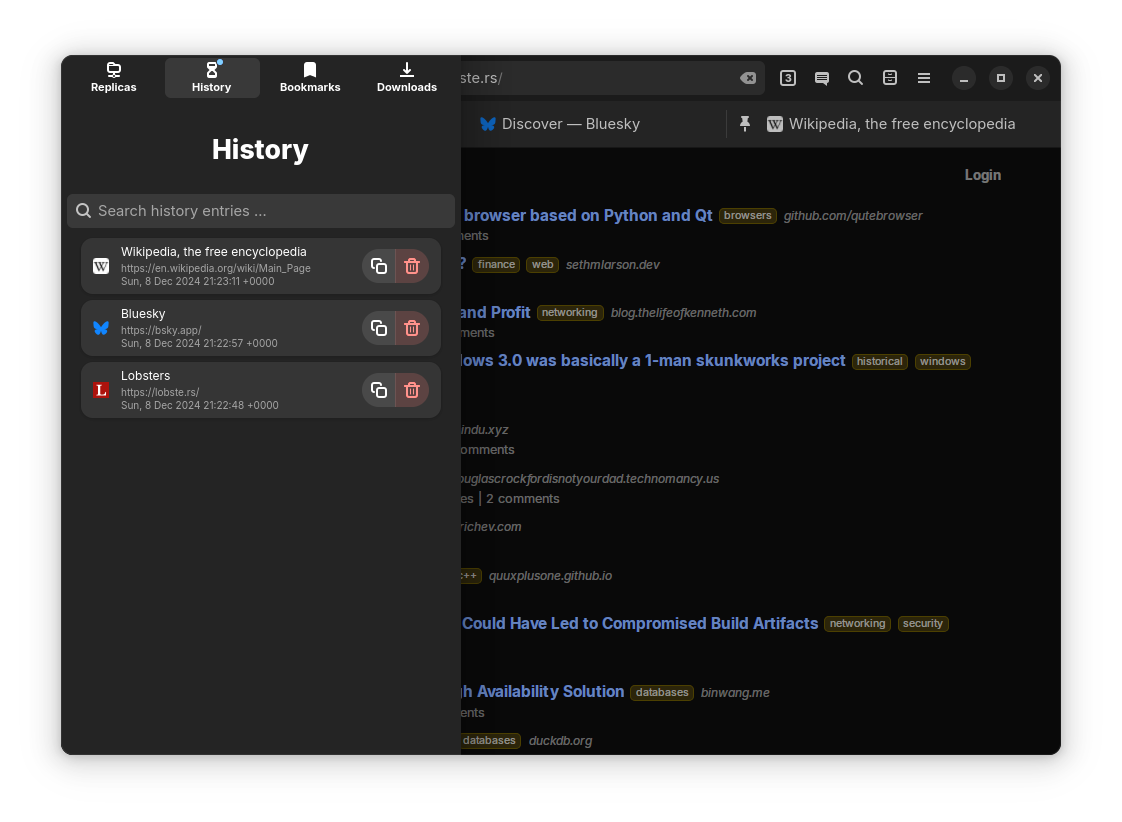 Replicas History Bookmarks Downloads
ste.rs/ 3
Discover — Bluesky W Wikipedia, the free encyclopedia
History
Login
Search history entries ...
W Wikipedia, the free encyclopedia
https://en.wikipedia.org/wiki/Main_Page
Sun, 8 Dec 2024 21:23:11 +0000
Bluesky
https://bsky.app/
Sun, 8 Dec 2024 21:22:57 +0000
L Lobsters
https://lobste.rs/
Sun, 8 Dec 2024 21:22:48 +0000
browser based on Python and Qt browsers github.com/qutebrowser
ents
? finance web sethmlarson.dev
and Profit networking blog.thelifeofkenneth.com
ments
ows 3.0 was basically a 1-man skunkworks project historical windows
indu.xyz
omments
ouglascrockfordisnotyourdad.technomancy.us
es | 2 comments
richev.com
c++ quuxplusone.github.io
Could Have Led to Compromised Build Artifacts networking security
gh Availability Solution databases binwang.me
ents
databases duckdb.org